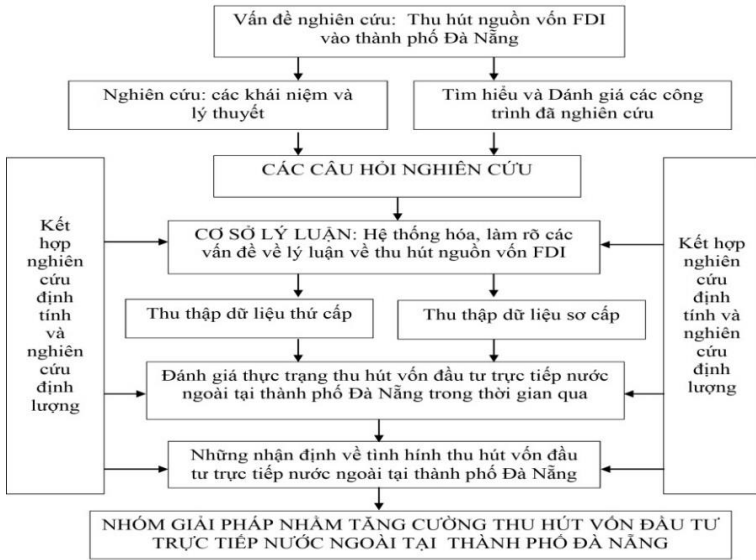 Vấn đề nghiên cứu: Thu hút nguồn vốn FDI
vào thành phố Đà Nẵng
Nghiên cứu: các khái niệm và
lý thuyết
Tìm hiểu và Dánh giá các công
trình đã nghiên cứu
CÁC CÂU HỎI NGHIÊN CỨU
Kết
hợp
nghiên
cứu
định
tính
và
nghiên
cứu
định
lượng
CƠ SỞ LÝ LUẬN: Hệ thống hóa, làm rõ các
vấn đề về lý luận về thu hút nguồn vốn FDI
Kết hợp
nghiên
cứu
định
tính và
nghiên
cứu
định
lượng
Thu thập dữ liệu thứ cấp
Thu thập dữ liệu sơ cấp
Đánh giá thực trạng thu hút vốn đầu tư trực tiếp nước
ngoài tại thành phố Đà Nẵng trong thời gian qua
Những nhận định về tình hính thu hút vốn đầu
tư trực tiếp nước ngoài tại thành phố Đà Nẵng
NHÓM GIẢI PHÁP NHẰM TĂNG CƯỜNG THU HÚT VỐN ĐẦU TƯ
TRỰC TIẾP NƯỚC NGOÀI TẠI THÀNH PHỐ ĐÀ NẴNG